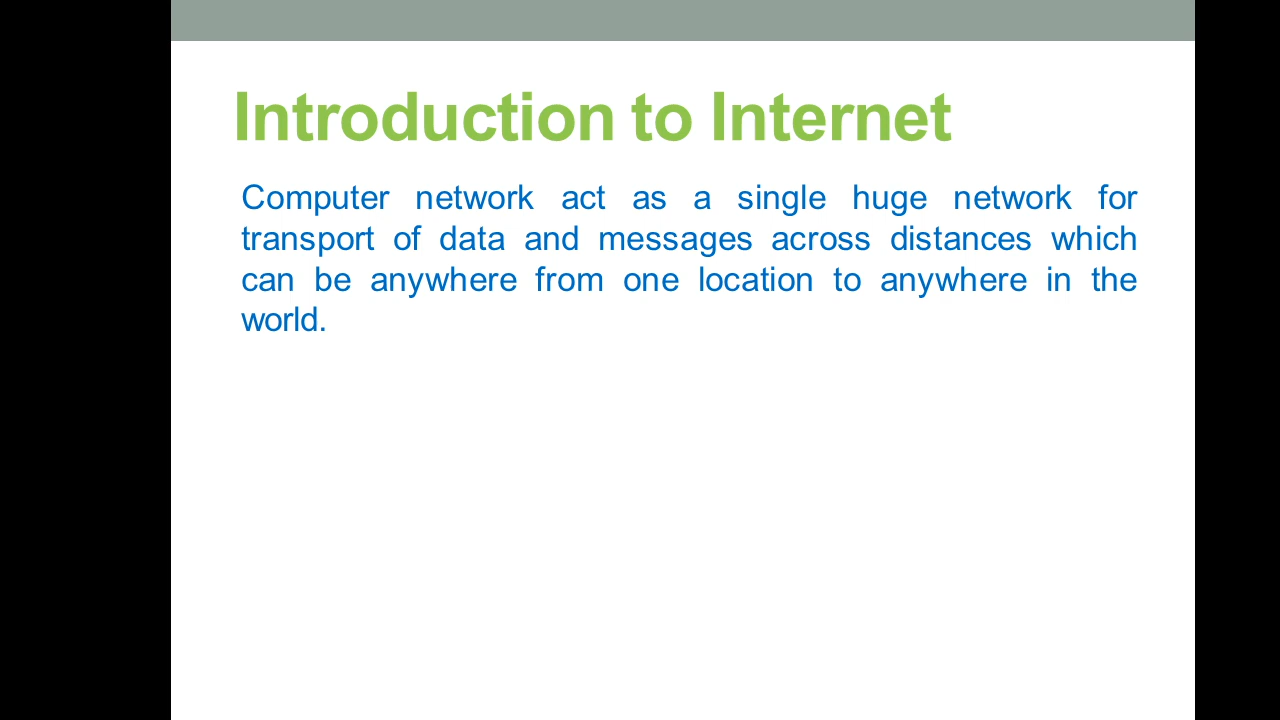 Introduction to Internet
Computer network act as a single huge network for
transport of data and messages across distances which
can be anywhere from one location to anywhere in the
world.